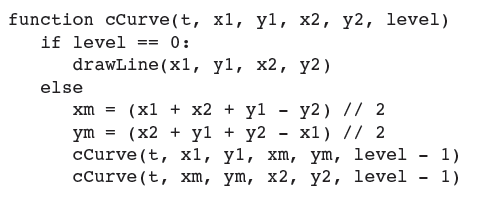 function cCurve(t, x1, y1, x2, y2, level)
   if level == 0:
      drawLine(x1, y1, x2, y2)
   else
      xm = (x1 + x2 + y1 - y2) // 2
      ym = (x2 + y1 + y2 - x1) // 2
      cCurve(t, x1, y1, xm, ym, level - 1)
      cCurve(t, xm, ym, x2, y2, level - 1)